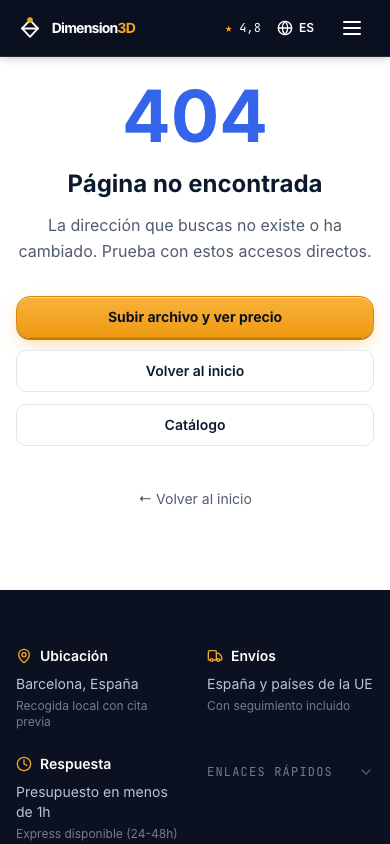 Dimension3D
★ 4,8
ES
404
Página no encontrada
La dirección que buscas no existe o ha
cambiado. Prueba con estos accesos directos.
Subir archivo y ver precio
Volver al inicio
Catálogo
← Volver al inicio
Ubicación
Barcelona, España
Recogida local con cita
previa
Envíos
España y países de la UE
Con seguimiento incluido
Respuesta
Presupuesto en menos
de 1h
Express disponible (24-48h)
ENLACES RÁPIDOS